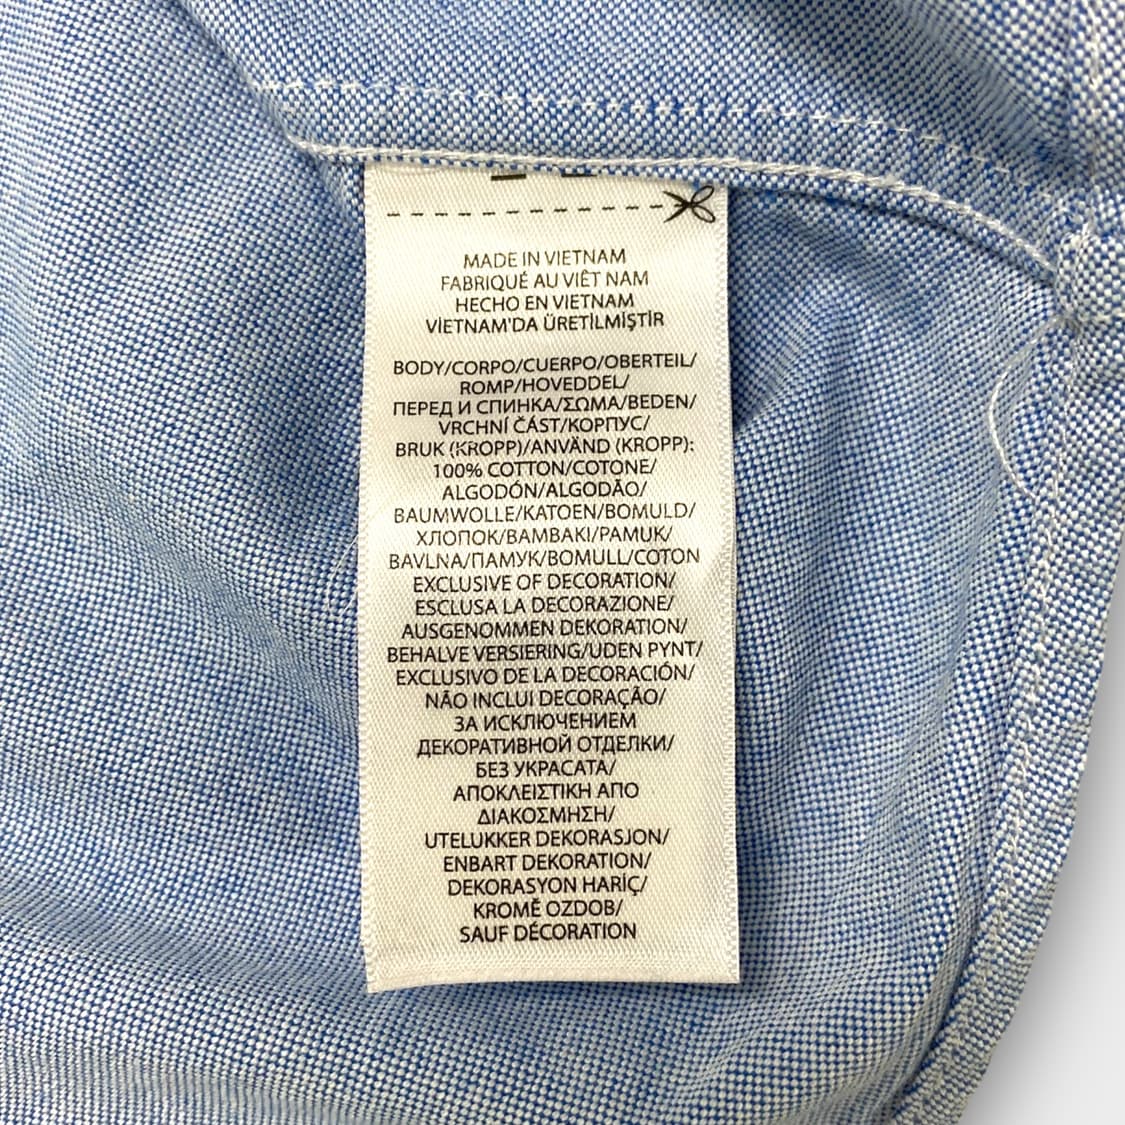 MADE IN VIETNAM
FABRIQUÉ AU VIÊT NAM
HECHO EN VIETNAM
VİETNAM'DA ÜRETİLMİŞTİR
BODY/CORPO/CUERPO/OBERTEIL/
ROMP/HOVEDDEL/
ПЕРЕД И СПИНКА/ΣΩΜΑ/BEDEN/
VRCHNÍ ČÁST/КОРПУС/
BRUK (KROPP)/ANVÄND (KROPP):
100% COTTON/COTONE/
ALGODÓN/ALGODÃO/
BAUMWOLLE/KATOEN/BOMULD/
ХЛОПОК/ΒΑΜΒΑΚΙ/PAMUK/
BAVLNA/ПАМУК/BOMULL/COTON
EXCLUSIVE OF DECORATION/
ESCLUSA LA DECORAZIONE/
AUSGENOMMEN DEKORATION/
BEHALVE VERSIERING/UDEN PYNT/
EXCLUSIVO DE LA DECORACIÓN/
NÃO INCLUI DECORAÇÃO/
ЗА ИСКЛЮЧЕНИЕМ
ДЕКОРАТИВНОЙ ОТДЕЛКИ/
БЕЗ УКРАСАТА/
ΑΠΟΚΛΕΙΣΤΙΚΗ ΑΠΟ
ΔΙΑΚΟΣΜΗΣΗ/
UTELUKKER DEKORASJON/
ENBART DEKORATION/
DEKORASYON HARİÇ/
KROMĚ OZDOB/
SAUF DÉCORATION